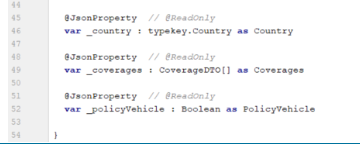 44
45 @JsonProperty // @ReadOnly
46 var _country : typekey.Country as Country
47
48 @JsonProperty // @ReadOnly
49 var _coverages : CoverageDTO[] as Coverages
50
51 @JsonProperty // @ReadOnly
52 var _policyVehicle : Boolean as PolicyVehicle
53
54 }